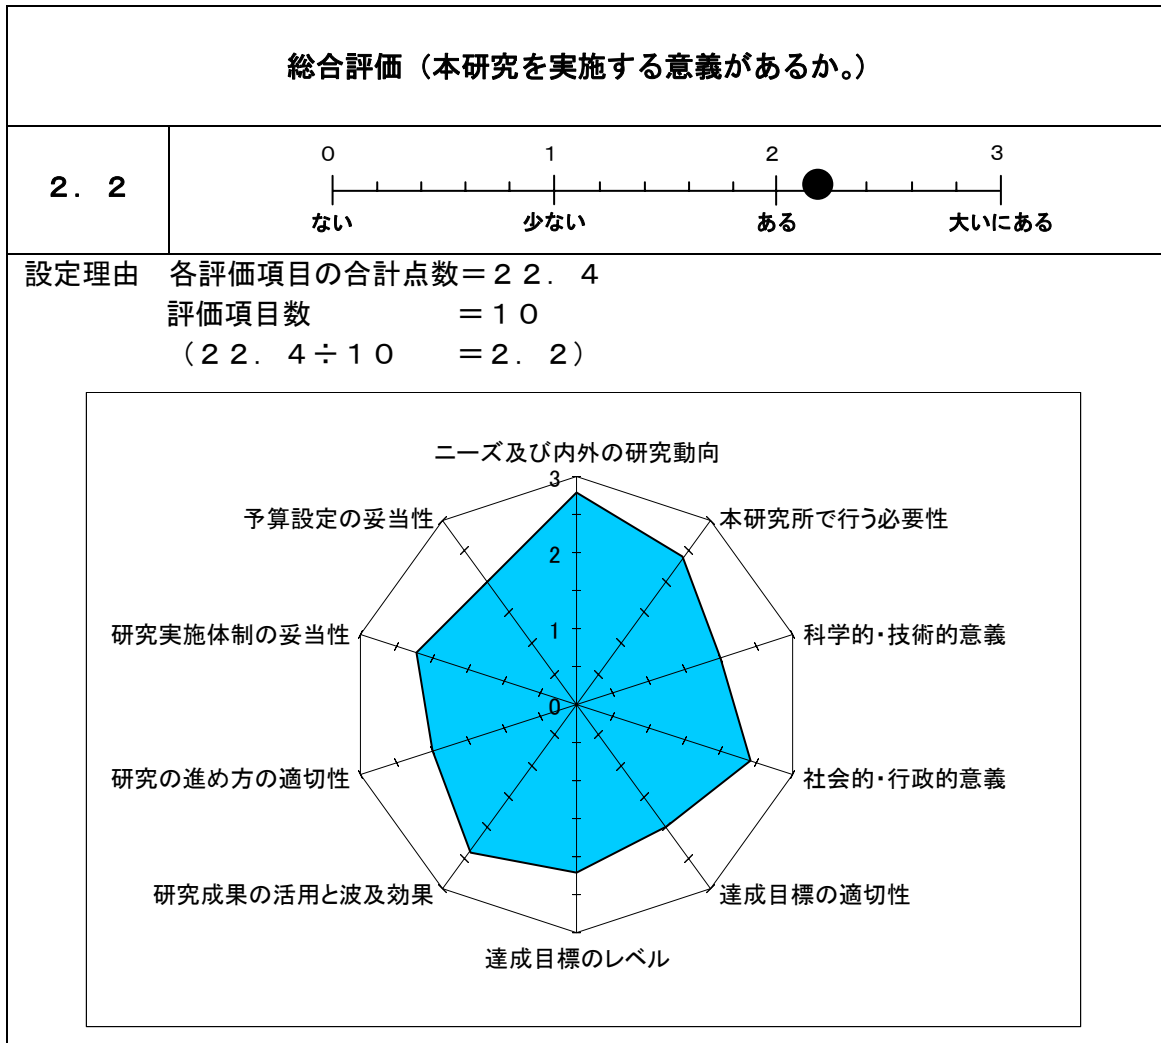 総合評価（本研究を実施する意義があるか。）
２．２
0 1 2 3
ない 少ない ある 大いにある
設定理由 各評価項目の合計点数＝２２．４
評価項目数 ＝１０
（２２．４÷１０ ＝２．２）
ニーズ及び内外の研究動向
3
予算設定の妥当性
本研究所で行う必要性
2
研究実施体制の妥当性
科学的・技術的意義
1
0
研究の進め方の適切性
社会的・行政的意義
研究成果の活用と波及効果
達成目標の適切性
達成目標のレベル